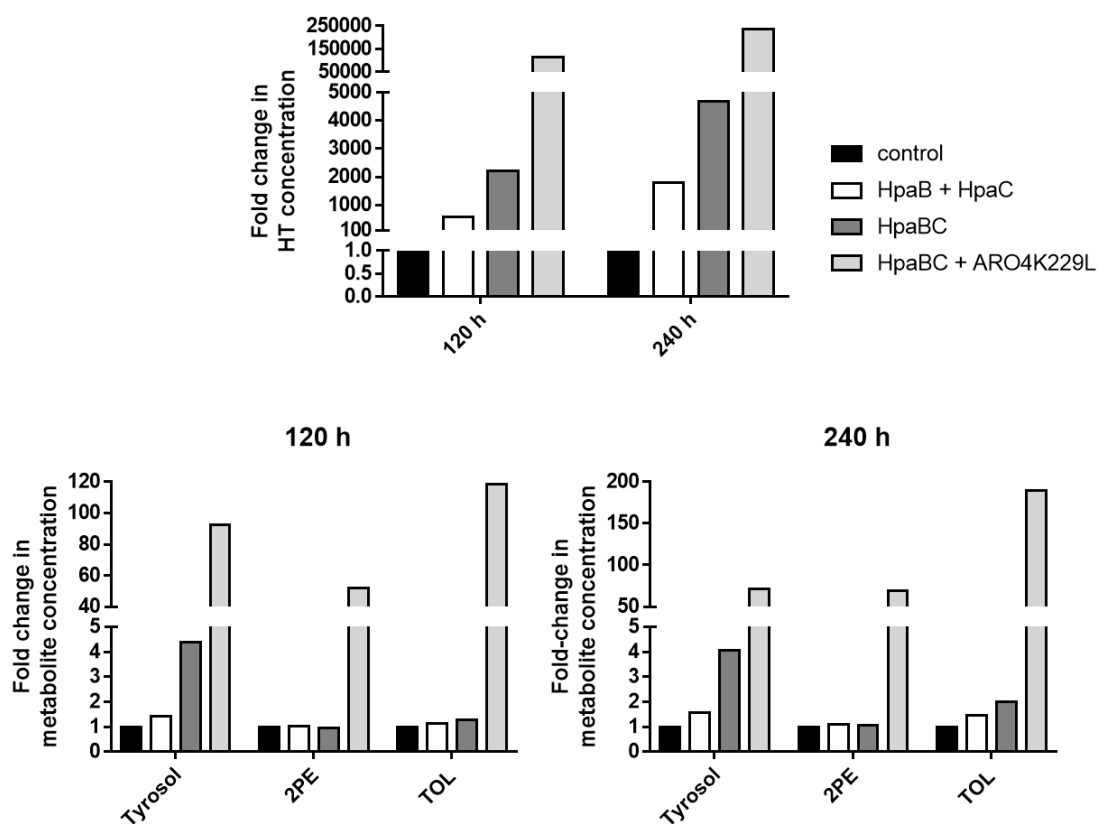 Fold change in
HT concentration
250000
150000
50000
5000
4000
3000
2000
1000
100
1.0
0.5
0.0
120 h
240 h
control
HpaB + HpaC
HpaBC
HpaBC + ARO4K229L
120 h
Fold change in
metabolite concentration
120
100
80
60
40
5
4
3
2
1
0
Tyrosol
2PE
TOL
240 h
Fold-change in
metabolite concentration
200
150
100
50
5
4
3
2
1
0
Tyrosol
2PE
TOL